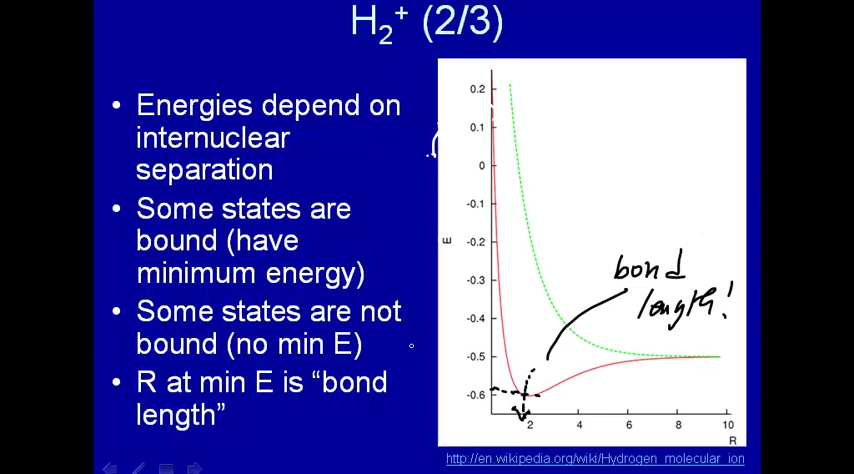 H2+ (2/3)
• Energies depend on
internuclear
separation
• Some states are
bound (have
minimum energy)
• Some states are not
bound (no min E)
• R at min E is “bond
length”
0.2
0.1
0
-0.1
-0.2
-0.3
-0.4
-0.5
-0.6
E
2
4
6
8
10
R
bond
length!
http://en.wikipedia.org/wiki/Hydrogen_molecular_ion